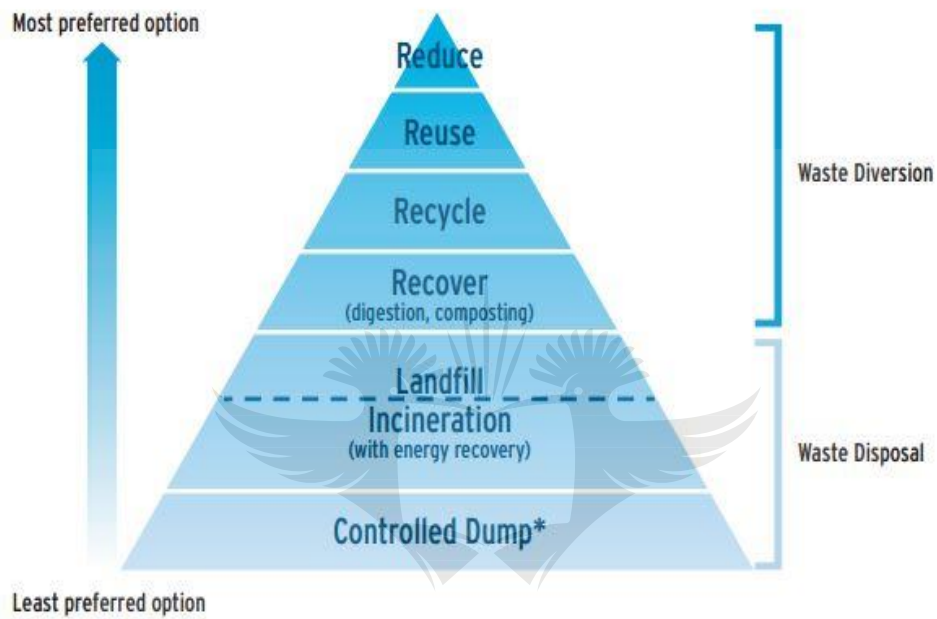 Most preferred option
Reduce
Reuse
Recycle
Recover
(digestion, composting)
Waste Diversion
Landfill
Incineration
(with energy recovery)
Waste Disposal
Controlled Dump*
Least preferred option